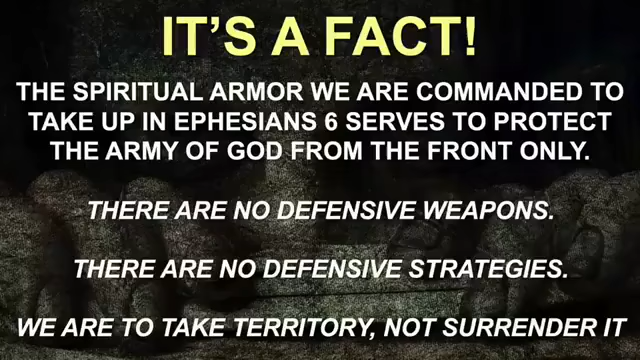 IT'S A FACT!
THE SPIRITUAL ARMOR WE ARE COMMANDED TO
TAKE UP IN EPHESIANS 6 SERVES TO PROTECT
THE ARMY OF GOD FROM THE FRONT ONLY.
THERE ARE NO DEFENSIVE WEAPONS.
THERE ARE NO DEFENSIVE STRATEGIES.
WE ARE TO TAKE TERRITORY, NOT SURRENDER IT